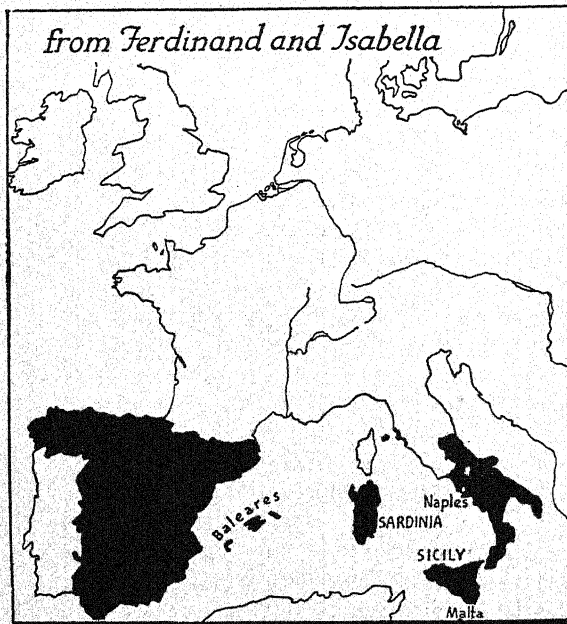 from Ferdinand and Isabella
Baleares
Naples
SARDINIA
SICILY
Malta